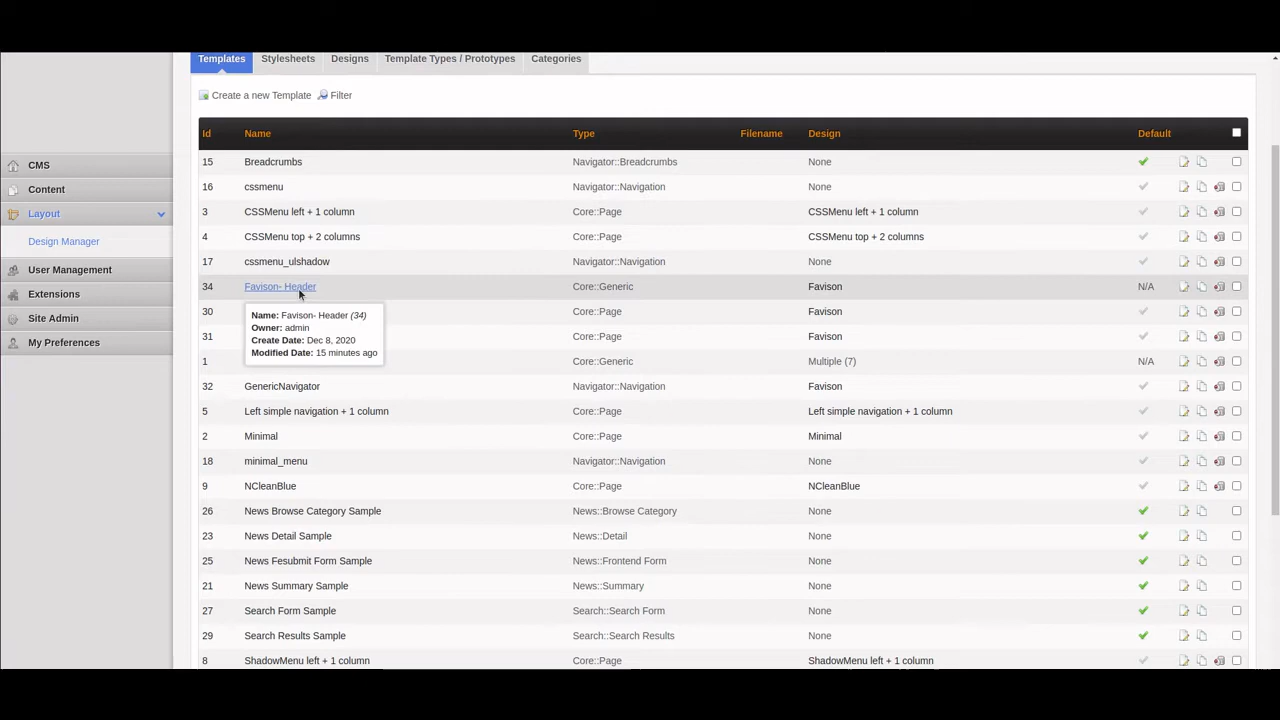 Templates Stylesheets Designs Template Types / Prototypes Categories
Create a new Template Filter
Id Name Type Filename Design Default
CMS
Content
Layout
Design Manager
User Management
Extensions
Site Admin
My Preferences
15 Breadcrumbs Navigator::Breadcrumbs None
16 cssmenu Navigator::Navigation None
3 CSSMenu left + 1 column Core::Page CSSMenu left + 1 column
4 CSSMenu top + 2 columns Core::Page CSSMenu top + 2 columns
17 cssmenu_ulshadow Navigator::Navigation None
34 Favison- Header Core::Generic Favison N/A
30 Core::Page Favison
31 Core::Page Favison
1 Core::Generic Multiple (7) N/A
Name: Favison- Header (34)
Owner: admin
Create Date: Dec 8, 2020
Modified Date: 15 minutes ago
32 GenericNavigator Navigator::Navigation Favison
5 Left simple navigation + 1 column Core::Page Left simple navigation + 1 column
2 Minimal Core::Page Minimal
18 minimal_menu Navigator::Navigation None
9 NCleanBlue Core::Page NCleanBlue
26 News Browse Category Sample News::Browse Category None
23 News Detail Sample News::Detail None
25 News Fesubmit Form Sample News::Frontend Form None
21 News Summary Sample News::Summary None
27 Search Form Sample Search::Search Form None
29 Search Results Sample Search::Search Results None
8 ShadowMenu left + 1 column Core::Page ShadowMenu left + 1 column